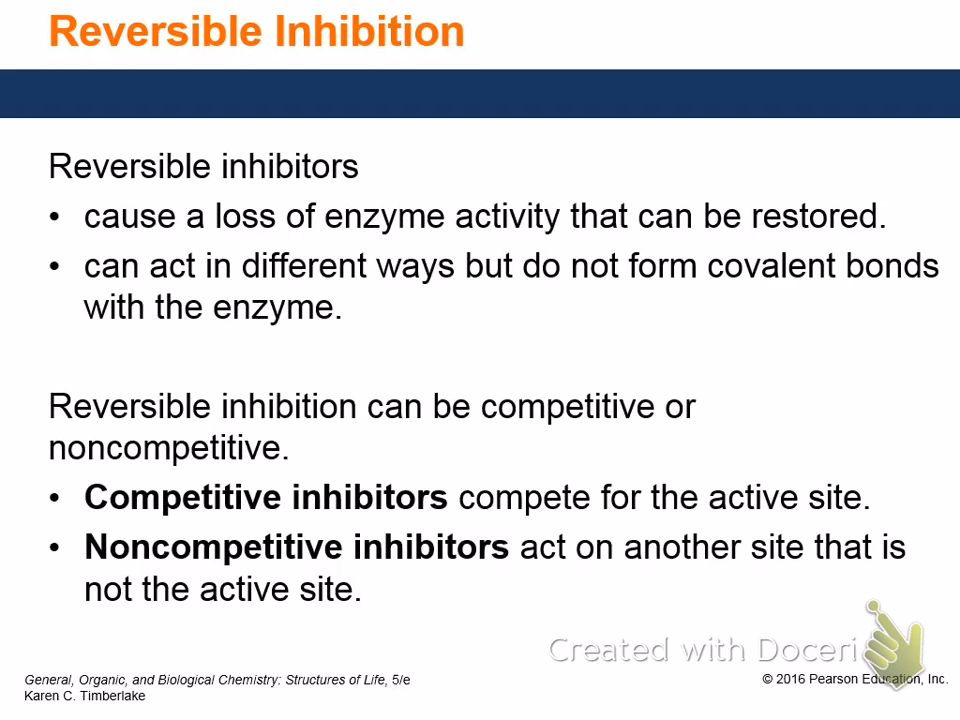 Reversible Inhibition
Reversible inhibitors
• cause a loss of enzyme activity that can be restored.
• can act in different ways but do not form covalent bonds
with the enzyme.
Reversible inhibition can be competitive or
noncompetitive.
• Competitive inhibitors compete for the active site.
• Noncompetitive inhibitors act on another site that is
not the active site.
Created with Doceri
General, Organic, and Biological Chemistry: Structures of Life, 5/e
Karen C. Timberlake
© 2016 Pearson Education, Inc.